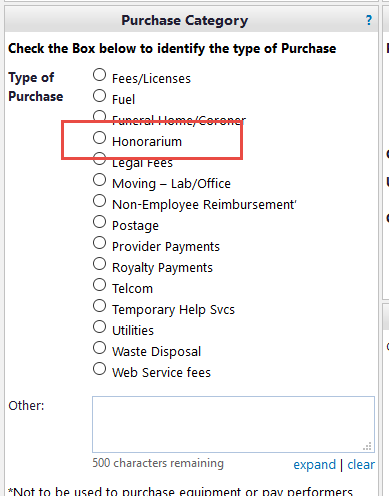 Purchase Category ?
Check the Box below to identify the type of Purchase
Type of Purchase
Fees/Licenses
Fuel
Funeral Home/Coroner
Honorarium
Legal Fees
Moving – Lab/Office
Non-Employee Reimbursement'
Postage
Provider Payments
Royalty Payments
Telcom
Temporary Help Svcs
Utilities
Waste Disposal
Web Service fees
Other:
500 characters remaining
expand | clear
*Not to be used to purchase equipment or pay performers